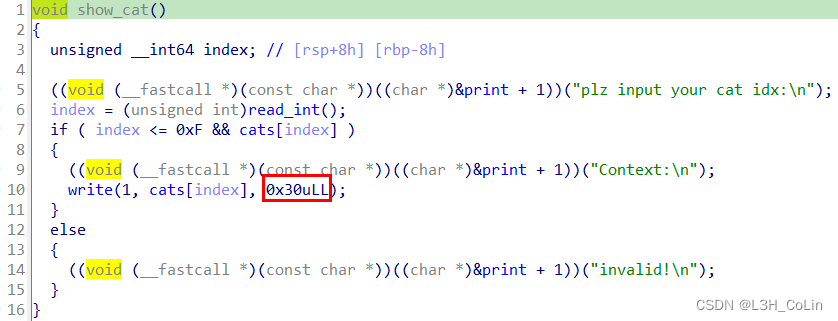 1 void show_cat()
2 {
3 unsigned __int64 index; // [rsp+8h] [rbp-8h]
4
5 ((void (__fastcall *)(const char *))((char *)&print + 1))("plz input your cat idx:\n");
6 index = (unsigned int)read_int();
7 if ( index <= 0xF && cats[index] )
8 {
9 ((void (__fastcall *)(const char *))((char *)&print + 1))("Context:\n");
10 write(1, cats[index], 0x30uLL);
11 }
12 else
13 {
14 ((void (__fastcall *)(const char *))((char *)&print + 1))("invalid!\n");
15 }
16 }
CSDN @L3H_CoLin